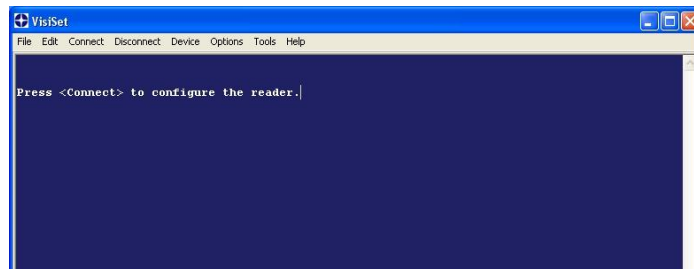 VisiSet
File Edit Connect Disconnect Device Options Tools Help
Press <Connect> to configure the reader.